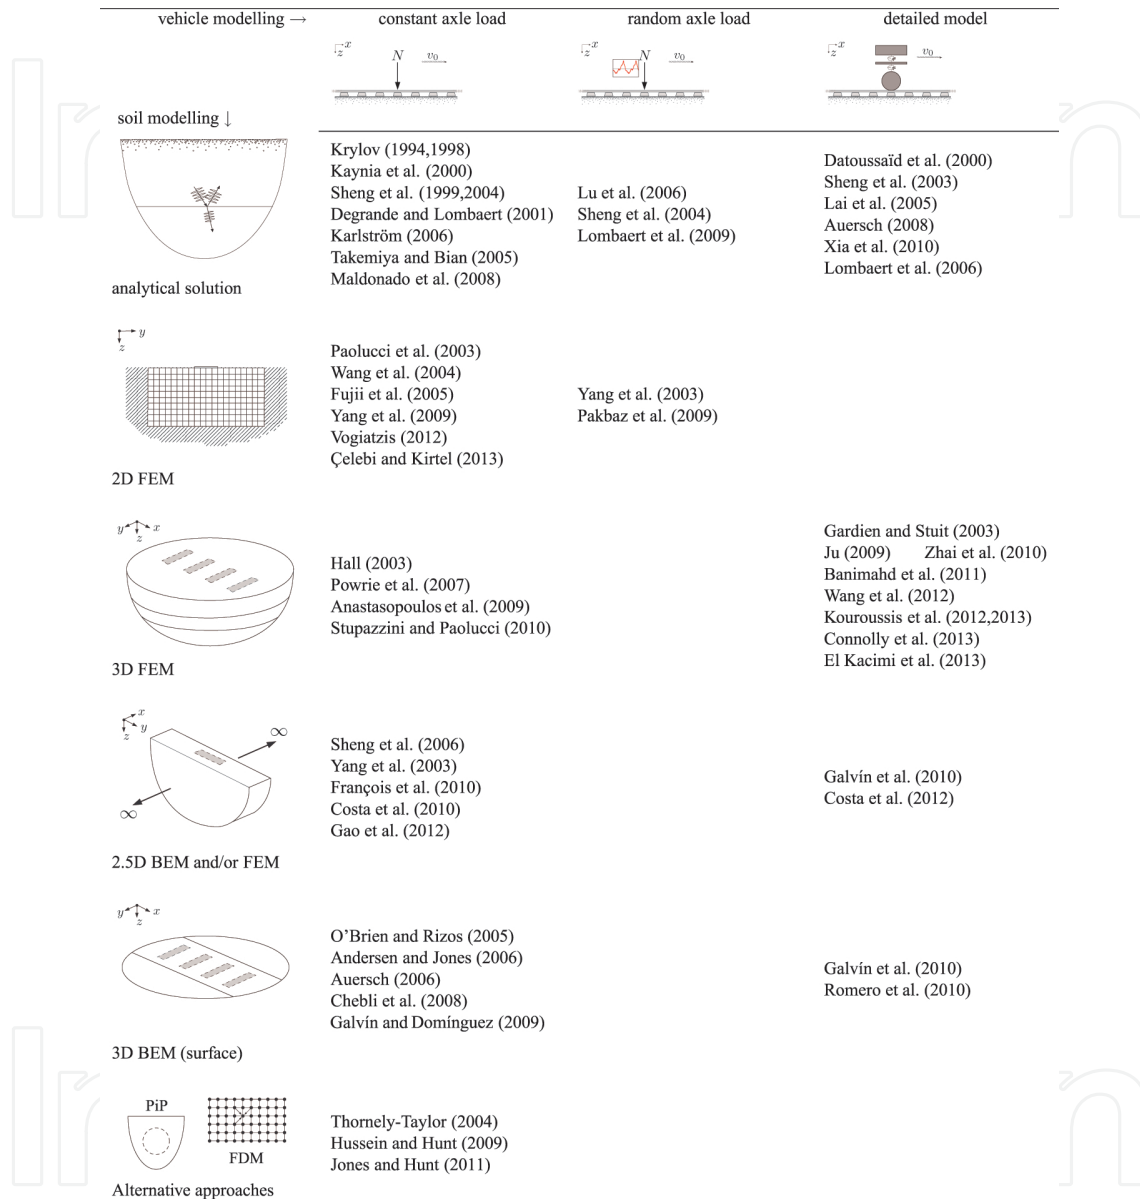 vehicle modelling → constant axle load random axle load detailed model
x z N v0
x z N v0
x z v0
soil modelling ↓
analytical solution
Krylov (1994,1998)
Kaynia et al. (2000)
Sheng et al. (1999,2004)
Degrande and Lombaert (2001)
Karlström (2006)
Takemiya and Bian (2005)
Maldonado et al. (2008)
Lu et al. (2006)
Sheng et al. (2004)
Lombaert et al. (2009)
Datoussaïd et al. (2000)
Sheng et al. (2003)
Lai et al. (2005)
Auersch (2008)
Xia et al. (2010)
Lombaert et al. (2006)
y
z
2D FEM
Paolucci et al. (2003)
Wang et al. (2004)
Fujii et al. (2005)
Yang et al. (2009)
Vogiatzis (2012)
Çelebi and Kirtel (2013)
Yang et al. (2003)
Pakbaz et al. (2009)
y x
z
3D FEM
Hall (2003)
Powrie et al. (2007)
Anastasopoulos et al. (2009)
Stupazzini and Paolucci (2010)
Gardien and Stuit (2003)
Ju (2009) Zhai et al. (2010)
Banimahd et al. (2011)
Wang et al. (2012)
Kouroussis et al. (2012,2013)
Connolly et al. (2013)
El Kacimi et al. (2013)
x
y
z
∞
∞
2.5D BEM and/or FEM
Sheng et al. (2006)
Yang et al. (2003)
François et al. (2010)
Costa et al. (2010)
Gao et al. (2012)
Galvín et al. (2010)
Costa et al. (2012)
y x
z
3D BEM (surface)
O'Brien and Rizos (2005)
Andersen and Jones (2006)
Auersch (2006)
Chebli et al. (2008)
Galvín and Domínguez (2009)
Galvín et al. (2010)
Romero et al. (2010)
PiP
FDM
Alternative approaches
Thornely-Taylor (2004)
Hussein and Hunt (2009)
Jones and Hunt (2011)